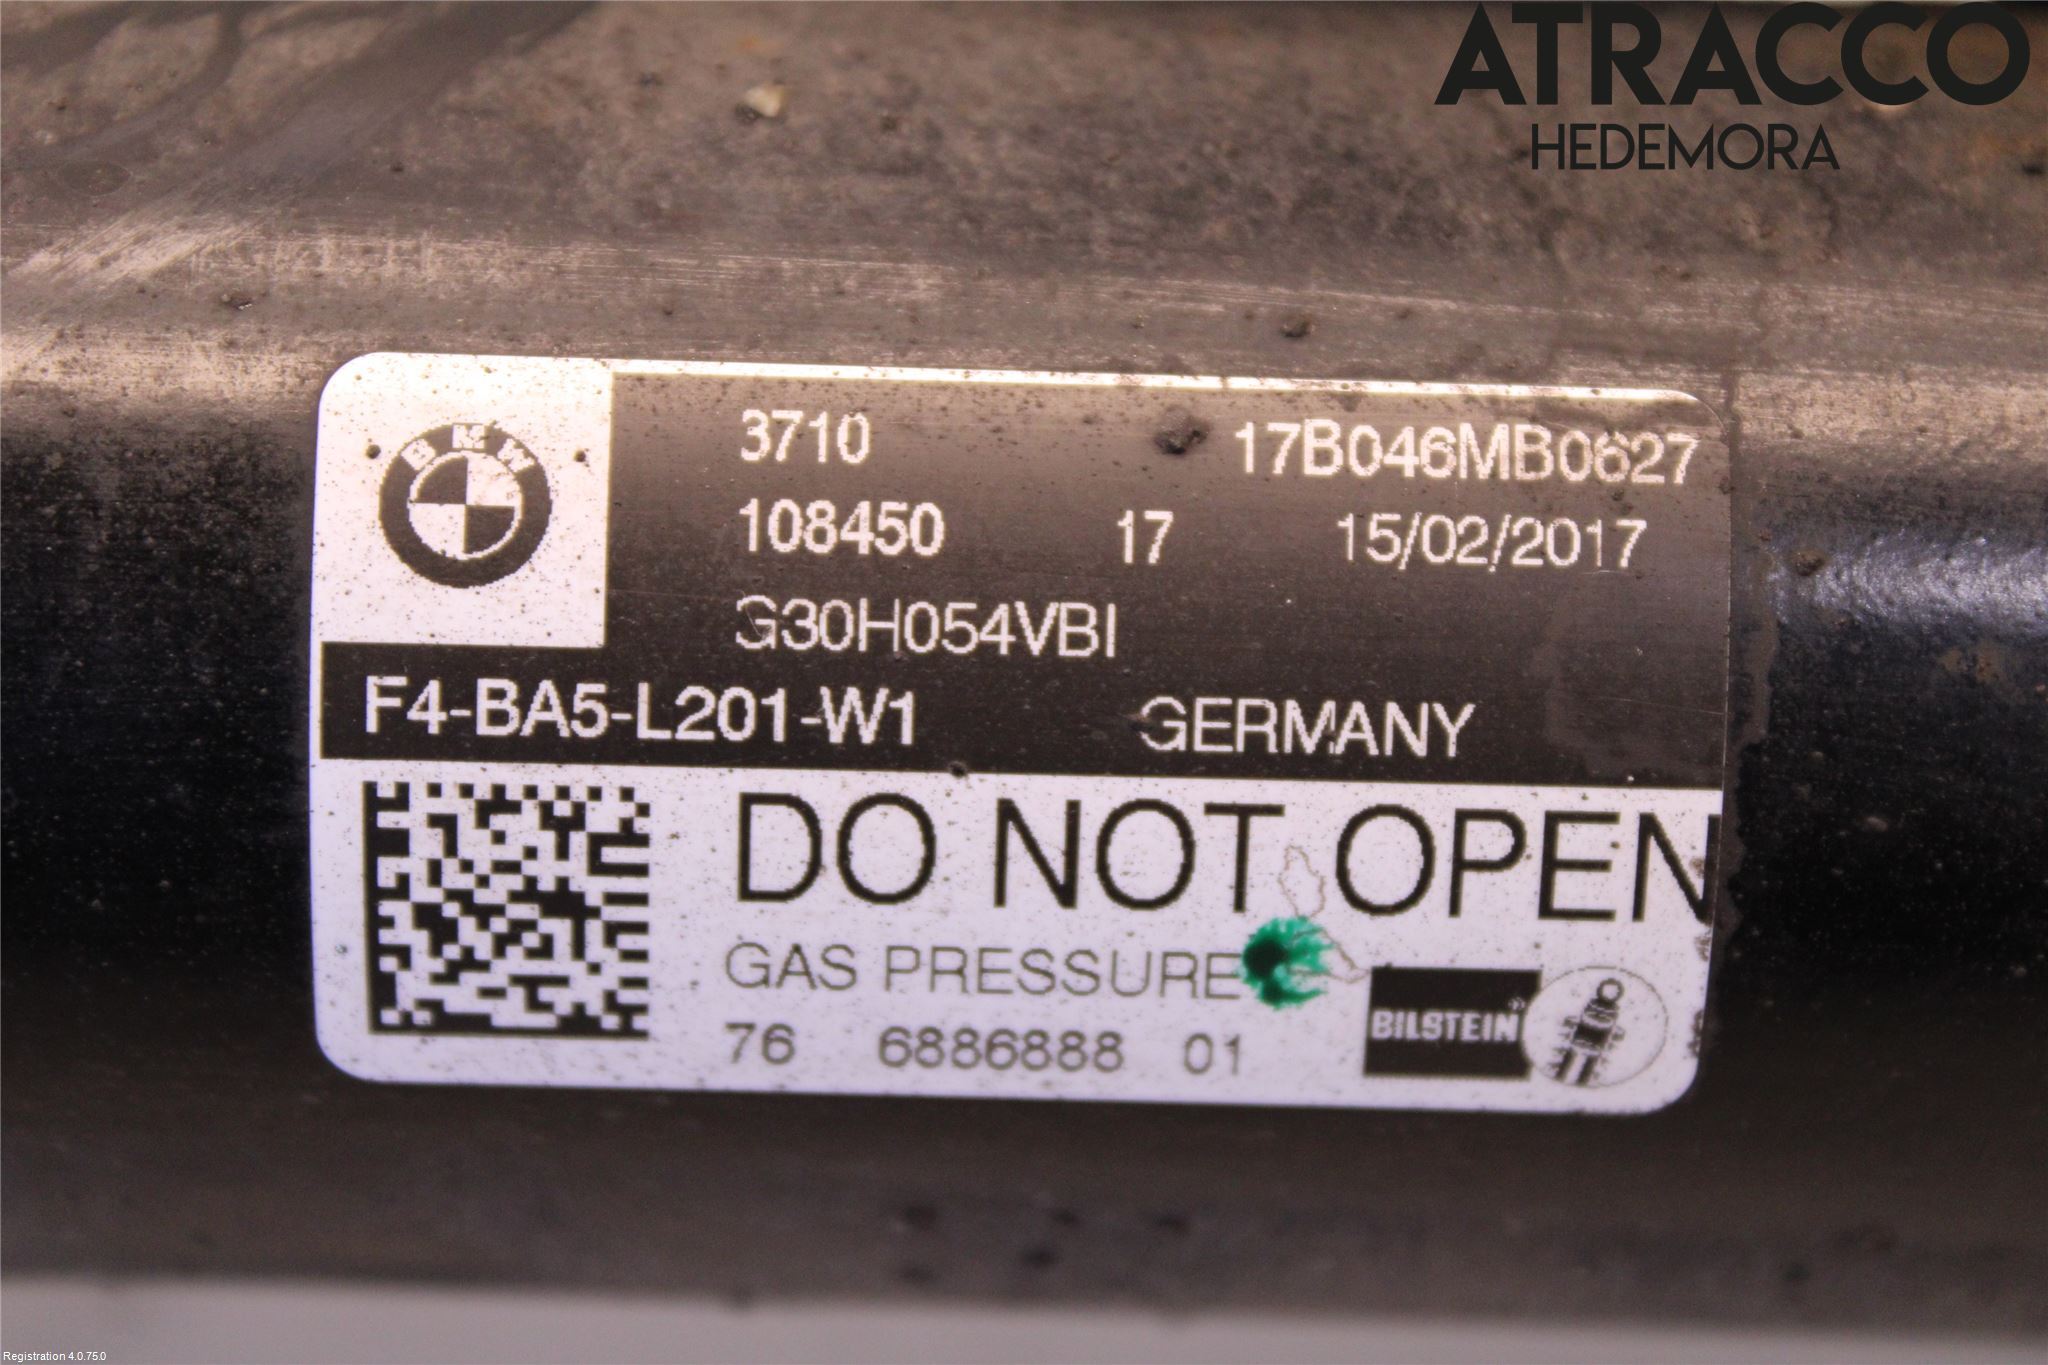 ATRACCO
HEDEMORA
BMW
3710 17B046MB0627
108450 17 15/02/2017
G30H054VBI
F4-BA5-L201-W1 GERMANY
DO NOT OPEN
GAS PRESSURE
BILSTEIN®
76 6886888 01
Registration 4.0.75.0